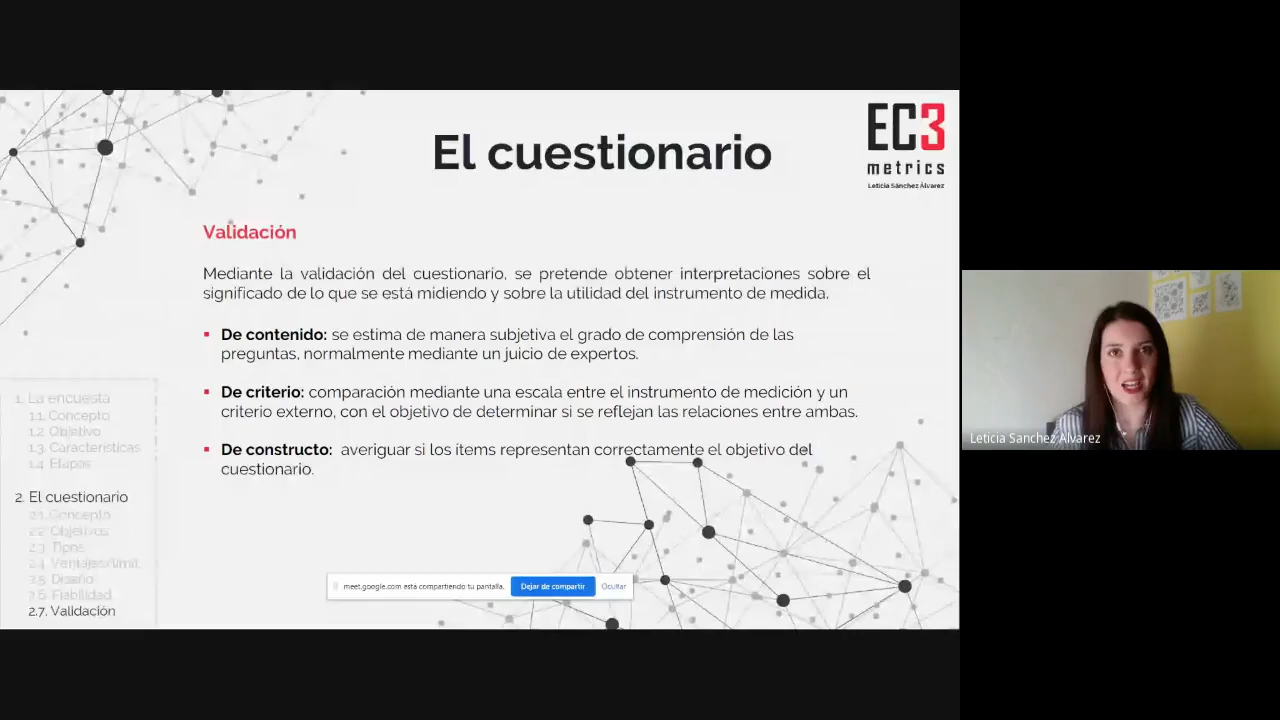 El cuestionario
EC3
metrics
Leticia Sánchez Álvarez
Validación
Mediante la validación del cuestionario, se pretende obtener interpretaciones sobre el
significado de lo que se está midiendo y sobre la utilidad del instrumento de medida.
De contenido: se estima de manera subjetiva el grado de comprensión de las
preguntas, normalmente mediante un juicio de expertos.
De criterio: comparación mediante una escala entre el instrumento de medición y un
criterio externo, con el objetivo de determinar si se reflejan las relaciones entre ambas.
De constructo: averiguar si los ítems representan correctamente el objetivo del
cuestionario.
1. La encuesta
1.1. Concepto
1.2. Objetivo
1.3. Características
1.4. Etapas
2. El cuestionario
2.1. Concepto
2.2. Objetivos
2.3. Tipos
2.4. Ventajas/limit.
2.5. Diseño
2.6. Fiabilidad
2.7. Validación
meet.google.com está compartiendo tu pantalla.
Dejar de compartir
Ocultar
Leticia Sanchez Alvarez